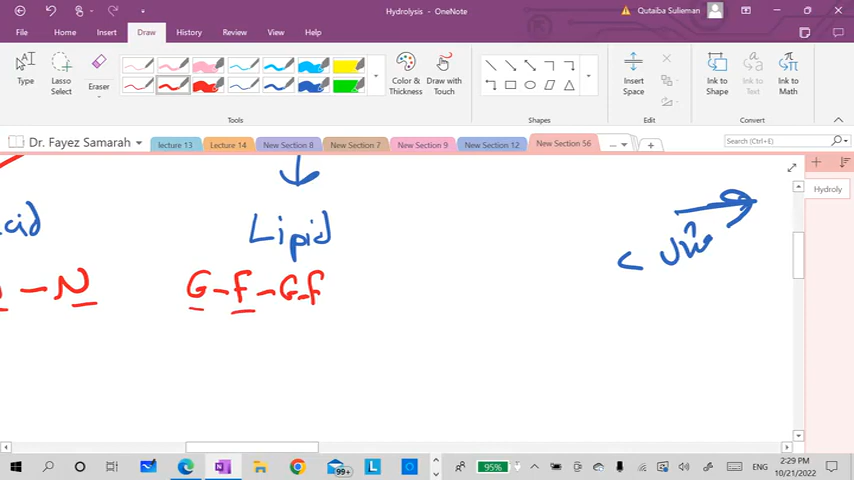 Hydrolysis - OneNote
Qutaiba Sulieman
File Home Insert Draw History Review View Help
Type
Lasso Select
Eraser
Color & Thickness
Draw with Touch
Insert Space
Ink to Shape
Ink to Text
Ink to Math
Tools
Shapes
Edit
Convert
Dr. Fayez Samarah
lecture 13 Lecture 14 New Section 8 New Section 7 New Section 9 New Section 12 New Section 56
Search (Ctrl+E)
Hydroly
cid
Lipid
- N
G - F - G - F
99+
L
95%
ENG
2:29 PM
10/21/2022